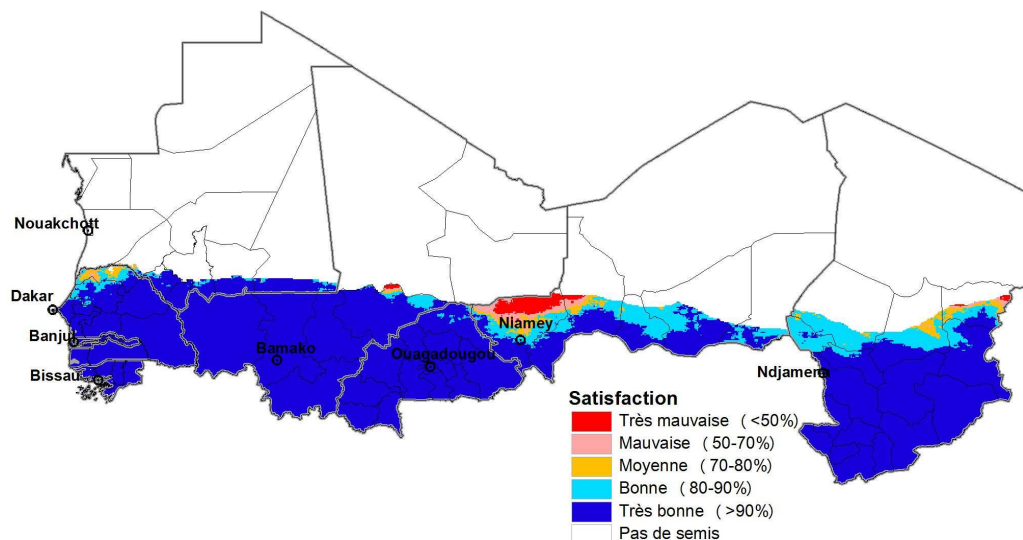 Nouakchott
Dakar
Banjul
Bissau
Bamako
Ouagadougou
Niamey
Ndjamena
Satisfaction
Très mauvaise ( <50%)
Mauvaise ( 50-70%)
Moyenne ( 70-80%)
Bonne ( 80-90%)
Très bonne ( >90%)
Pas de semis